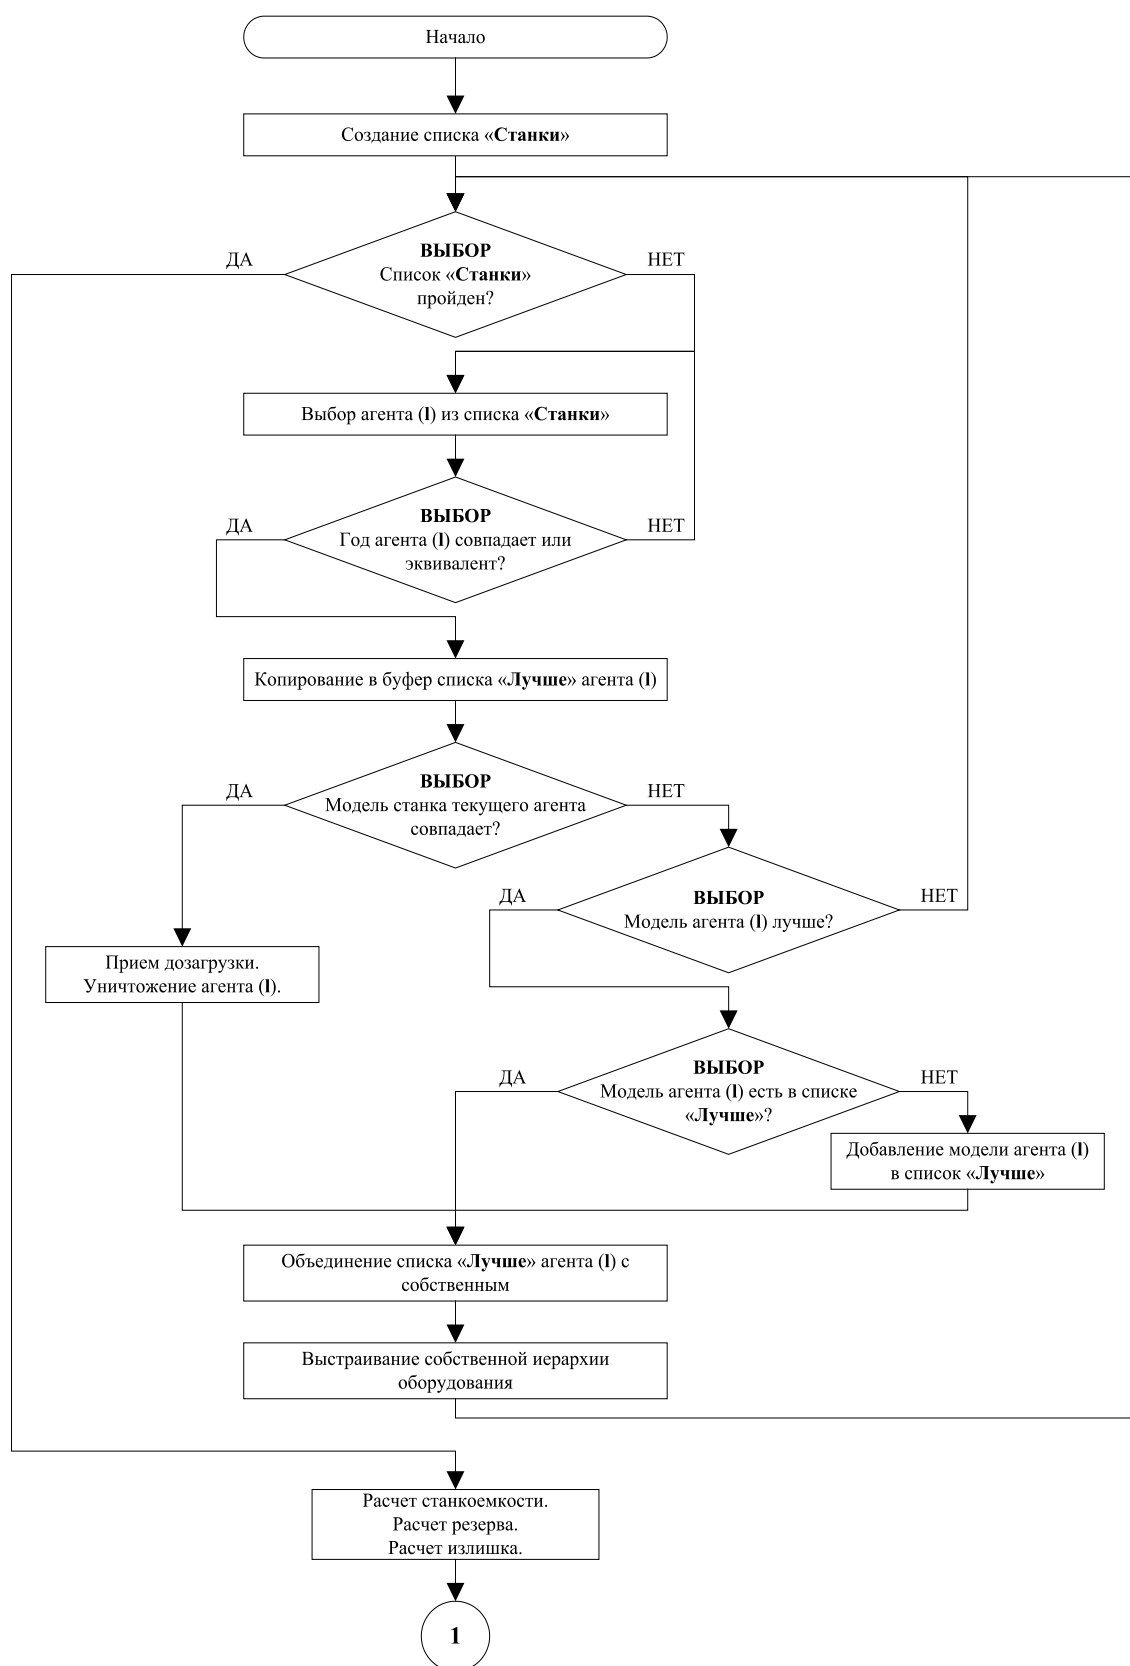 Начало
Создание списка «Станки»
ДА
ВЫБОР
НЕТ
Список «Станки»
пройден?
Выбор агента (l) из списка «Станки»
ДА
ВЫБОР
НЕТ
Год агента (l) совпадает или
эквивалент?
Копирование в буфер списка «Лучше» агента (l)
ДА
ВЫБОР
НЕТ
Модель станка текущего агента
совпадает?
ДА
ВЫБОР
НЕТ
Модель агента (l) лучше?
Прием дозагрузки.
Уничтожение агента (l).
ДА
ВЫБОР
НЕТ
Модель агента (l) есть в списке
«Лучше»?
Добавление модели агента (l)
в список «Лучше»
Объединение списка «Лучше» агента (l) с
собственным
Выстраивание собственной иерархии
оборудования
Расчет станкоемкости.
Расчет резерва.
Расчет излишка.
1